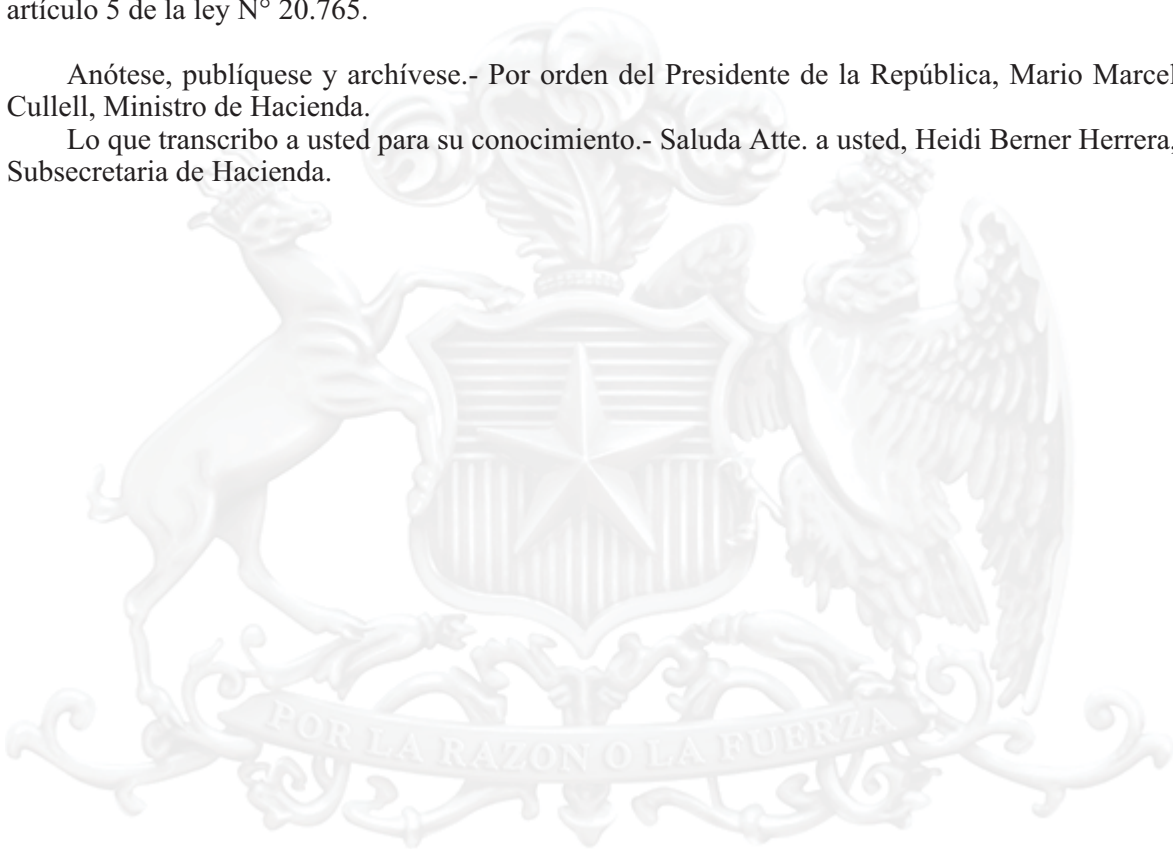 artículo 5 de la ley N° 20.765.
Anótese, publíquese y archívese.- Por orden del Presidente de la República, Mario Marcel
Cullell, Ministro de Hacienda.
Lo que transcribo a usted para su conocimiento.- Saluda Atte. a usted, Heidi Berner Herrera,
Subsecretaria de Hacienda.
POR LA RAZON O LA FUERZA